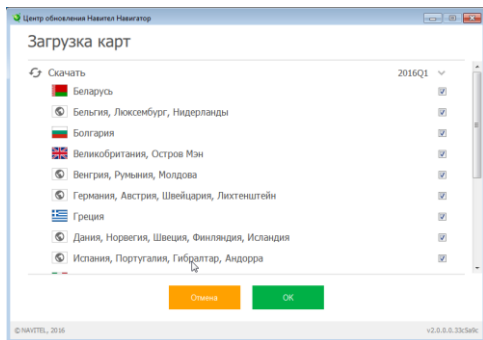 Центр обновления Навител Навигатор
Загрузка карт
Скачать 2016Q1
Беларусь
Бельгия, Люксембург, Нидерланды
Болгария
Великобритания, Остров Мэн
Венгрия, Румыния, Молдова
Германия, Австрия, Швейцария, Лихтенштейн
Греция
Дания, Норвегия, Швеция, Финляндия, Исландия
Испания, Португалия, Гибралтар, Андорра
Отмена OK
© NAVITEL, 2016 v2.0.0.0.33c5a9c